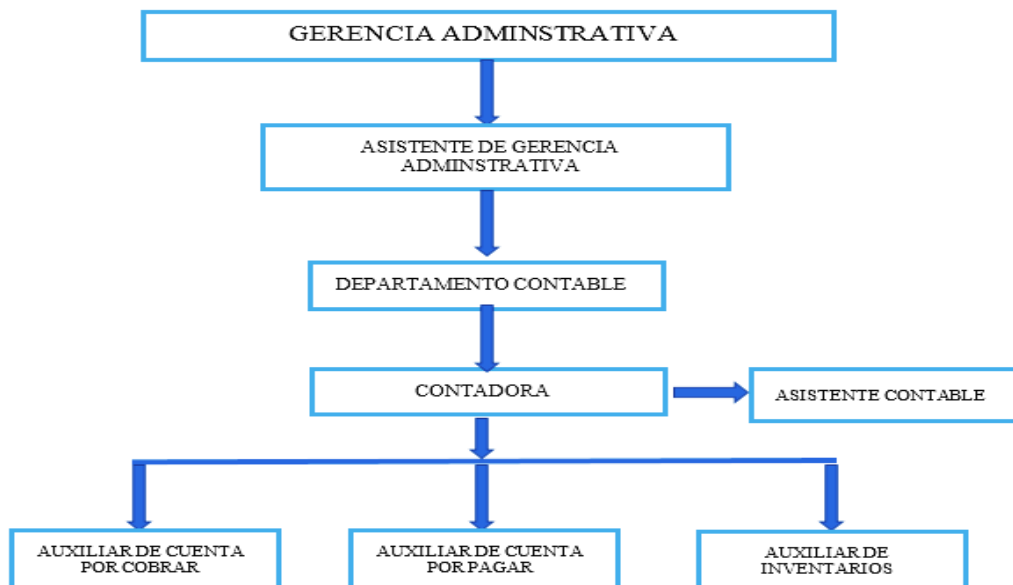 GERENCIA ADMINSTRATIVA
ASISTENTE DE GERENCIA
ADMINSTRATIVA
DEPARTAMENTO CONTABLE
CONTADORA
ASISTENTE CONTABLE
AUXILIAR DE CUENTA
POR COBRAR
AUXILIAR DE CUENTA
POR PAGAR
AUXILIAR DE
INVENTARIOS